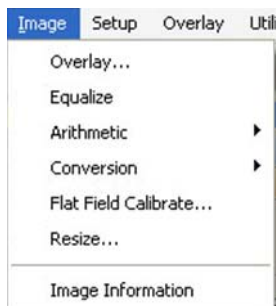 Image Setup Overlay
Overlay...
Equalize
Arithmetic
Conversion
Flat Field Calibrate...
Resize...
Image Information